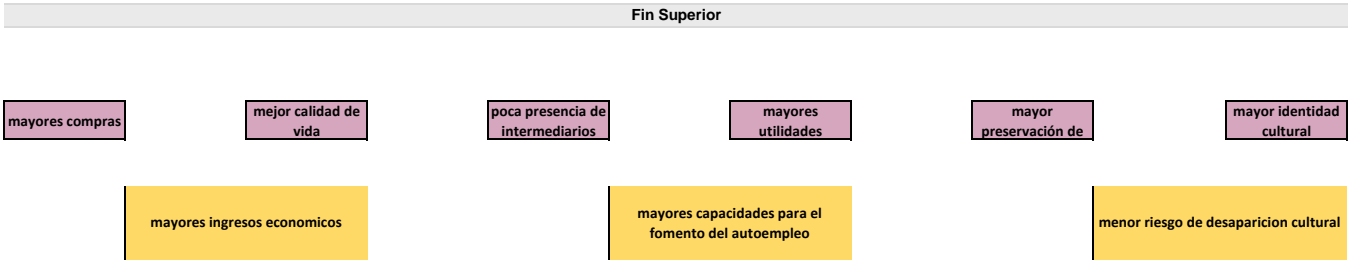 Fin Superior
mayores compras
mejor calidad de
vida
poca presencia de
intermediarios
mayores
utilidades
mayor
preservación de
mayor identidad
cultural
mayores ingresos economicos
mayores capacidades para el
fomento del autoempleo
menor riesgo de desaparicion cultural